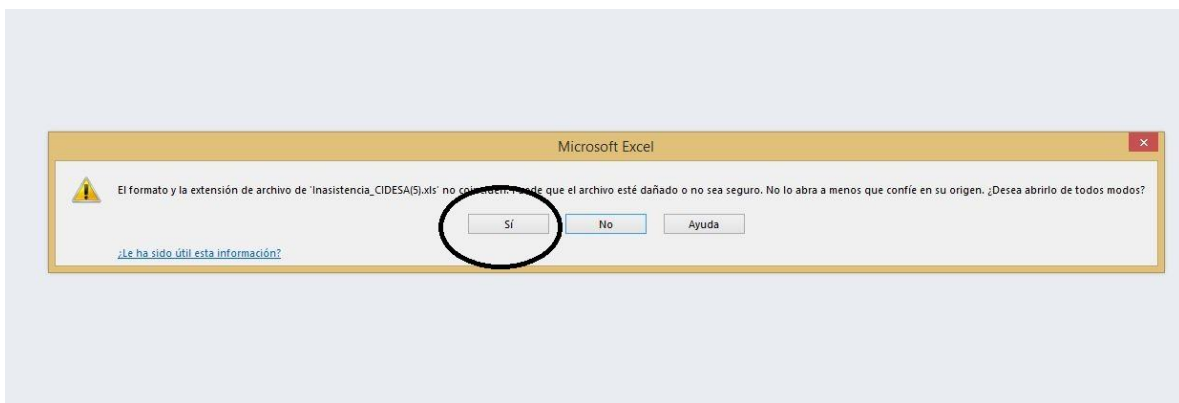 Microsoft Excel
El formato y la extensión de archivo de 'Inasistencia_CIDESA(5).xls' no coinciden. Puede que el archivo esté dañado o no sea seguro. No lo abra a menos que confíe en su origen. ¿Desea abrirlo de todos modos?
Sí No Ayuda
¿Le ha sido útil esta información?